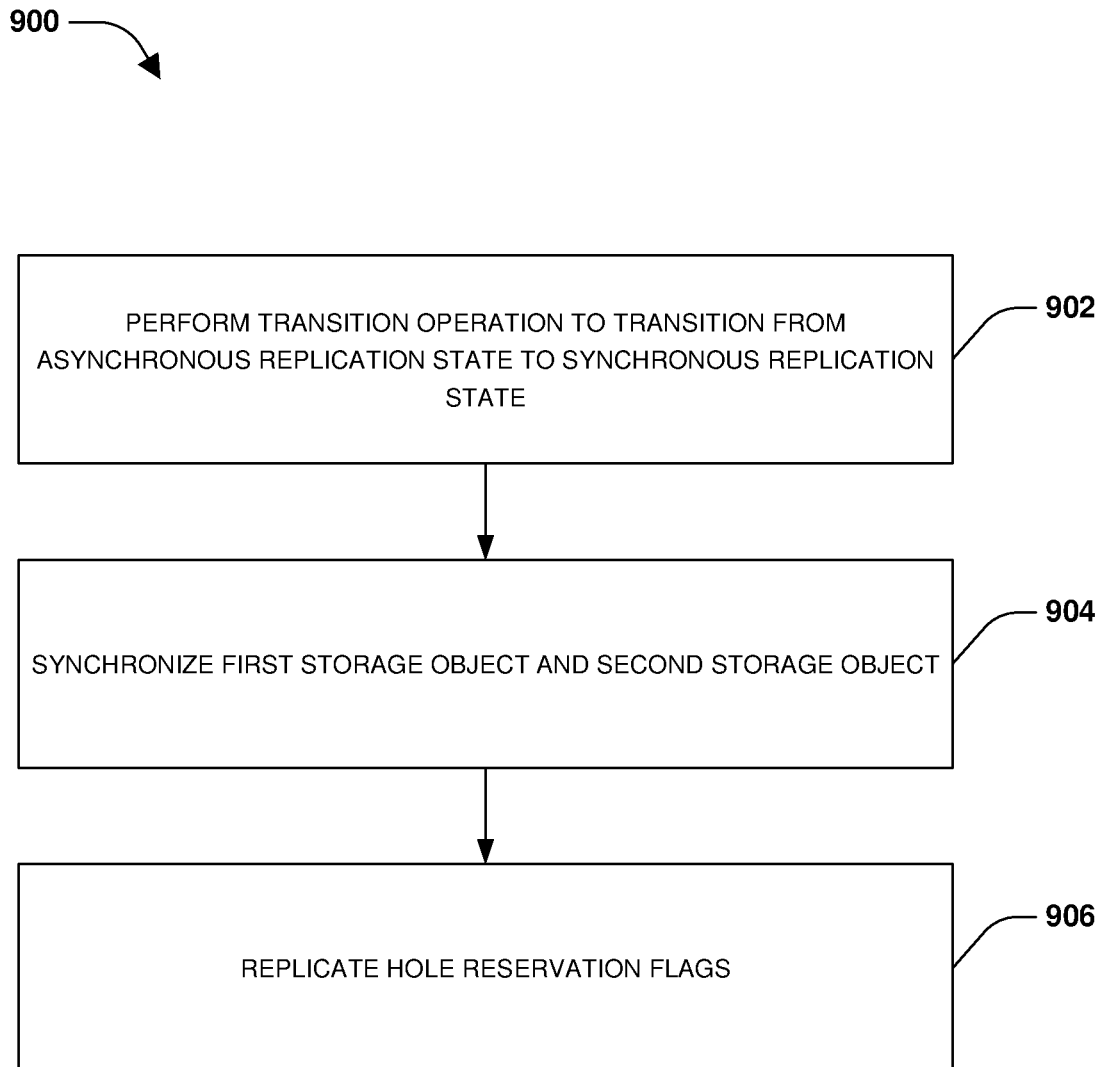 900
PERFORM TRANSITION OPERATION TO TRANSITION FROM
ASYNCHRONOUS REPLICATION STATE TO SYNCHRONOUS REPLICATION
STATE
902
SYNCHRONIZE FIRST STORAGE OBJECT AND SECOND STORAGE OBJECT
904
REPLICATE HOLE RESERVATION FLAGS
906